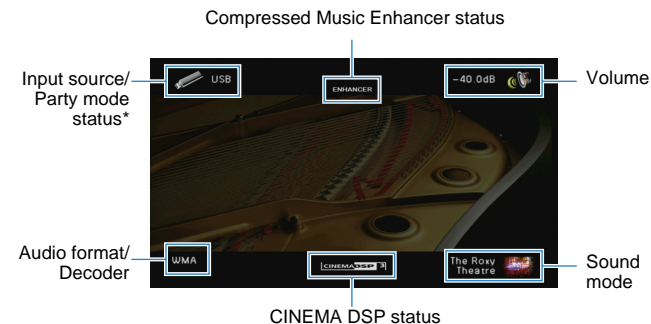 Compressed Music Enhancer status
Input source/
Party mode
status*
USB
ENHANCER
-40.0dB
Volume
Audio format/
Decoder
WMA
CINEMA DSP 3
The Roxy
Theatre
Sound
mode
CINEMA DSP status